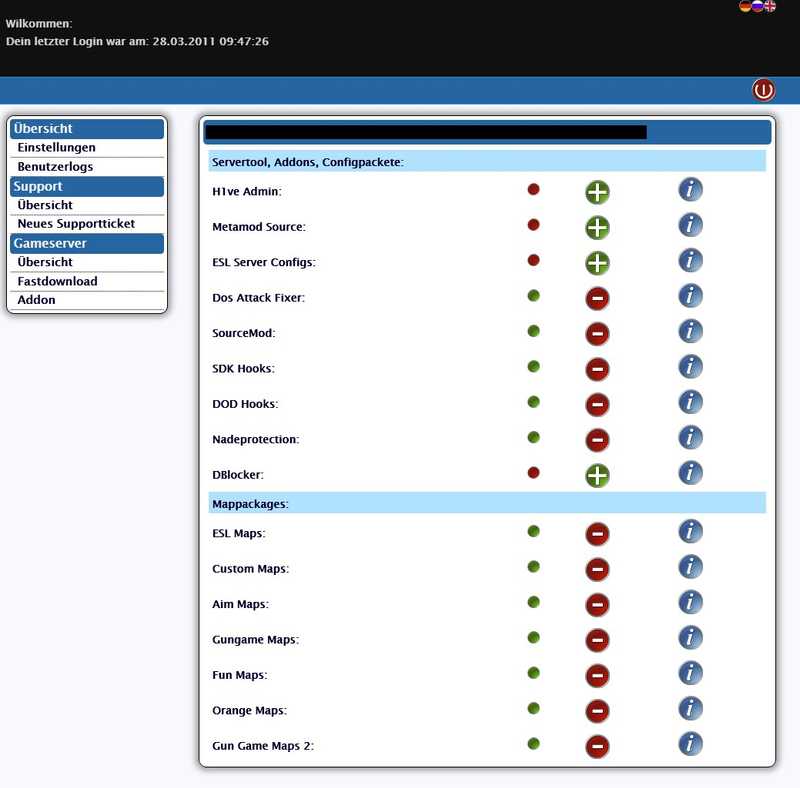 Wilkommen:
Dein letzter Login war am: 28.03.2011 09:47:26
Übersicht
Einstellungen
Benutzerlogs
Support
Übersicht
Neues Supportticket
Gameserver
Übersicht
Fastdownload
Addon
Servertool, Addons, Configpackete:
H1ve Admin:
Metamod Source:
ESL Server Configs:
Dos Attack Fixer:
SourceMod:
SDK Hooks:
DOD Hooks:
Nadeprotection:
DBlocker:
Mappackages:
ESL Maps:
Custom Maps:
Aim Maps:
Gungame Maps:
Fun Maps:
Orange Maps:
Gun Game Maps 2: